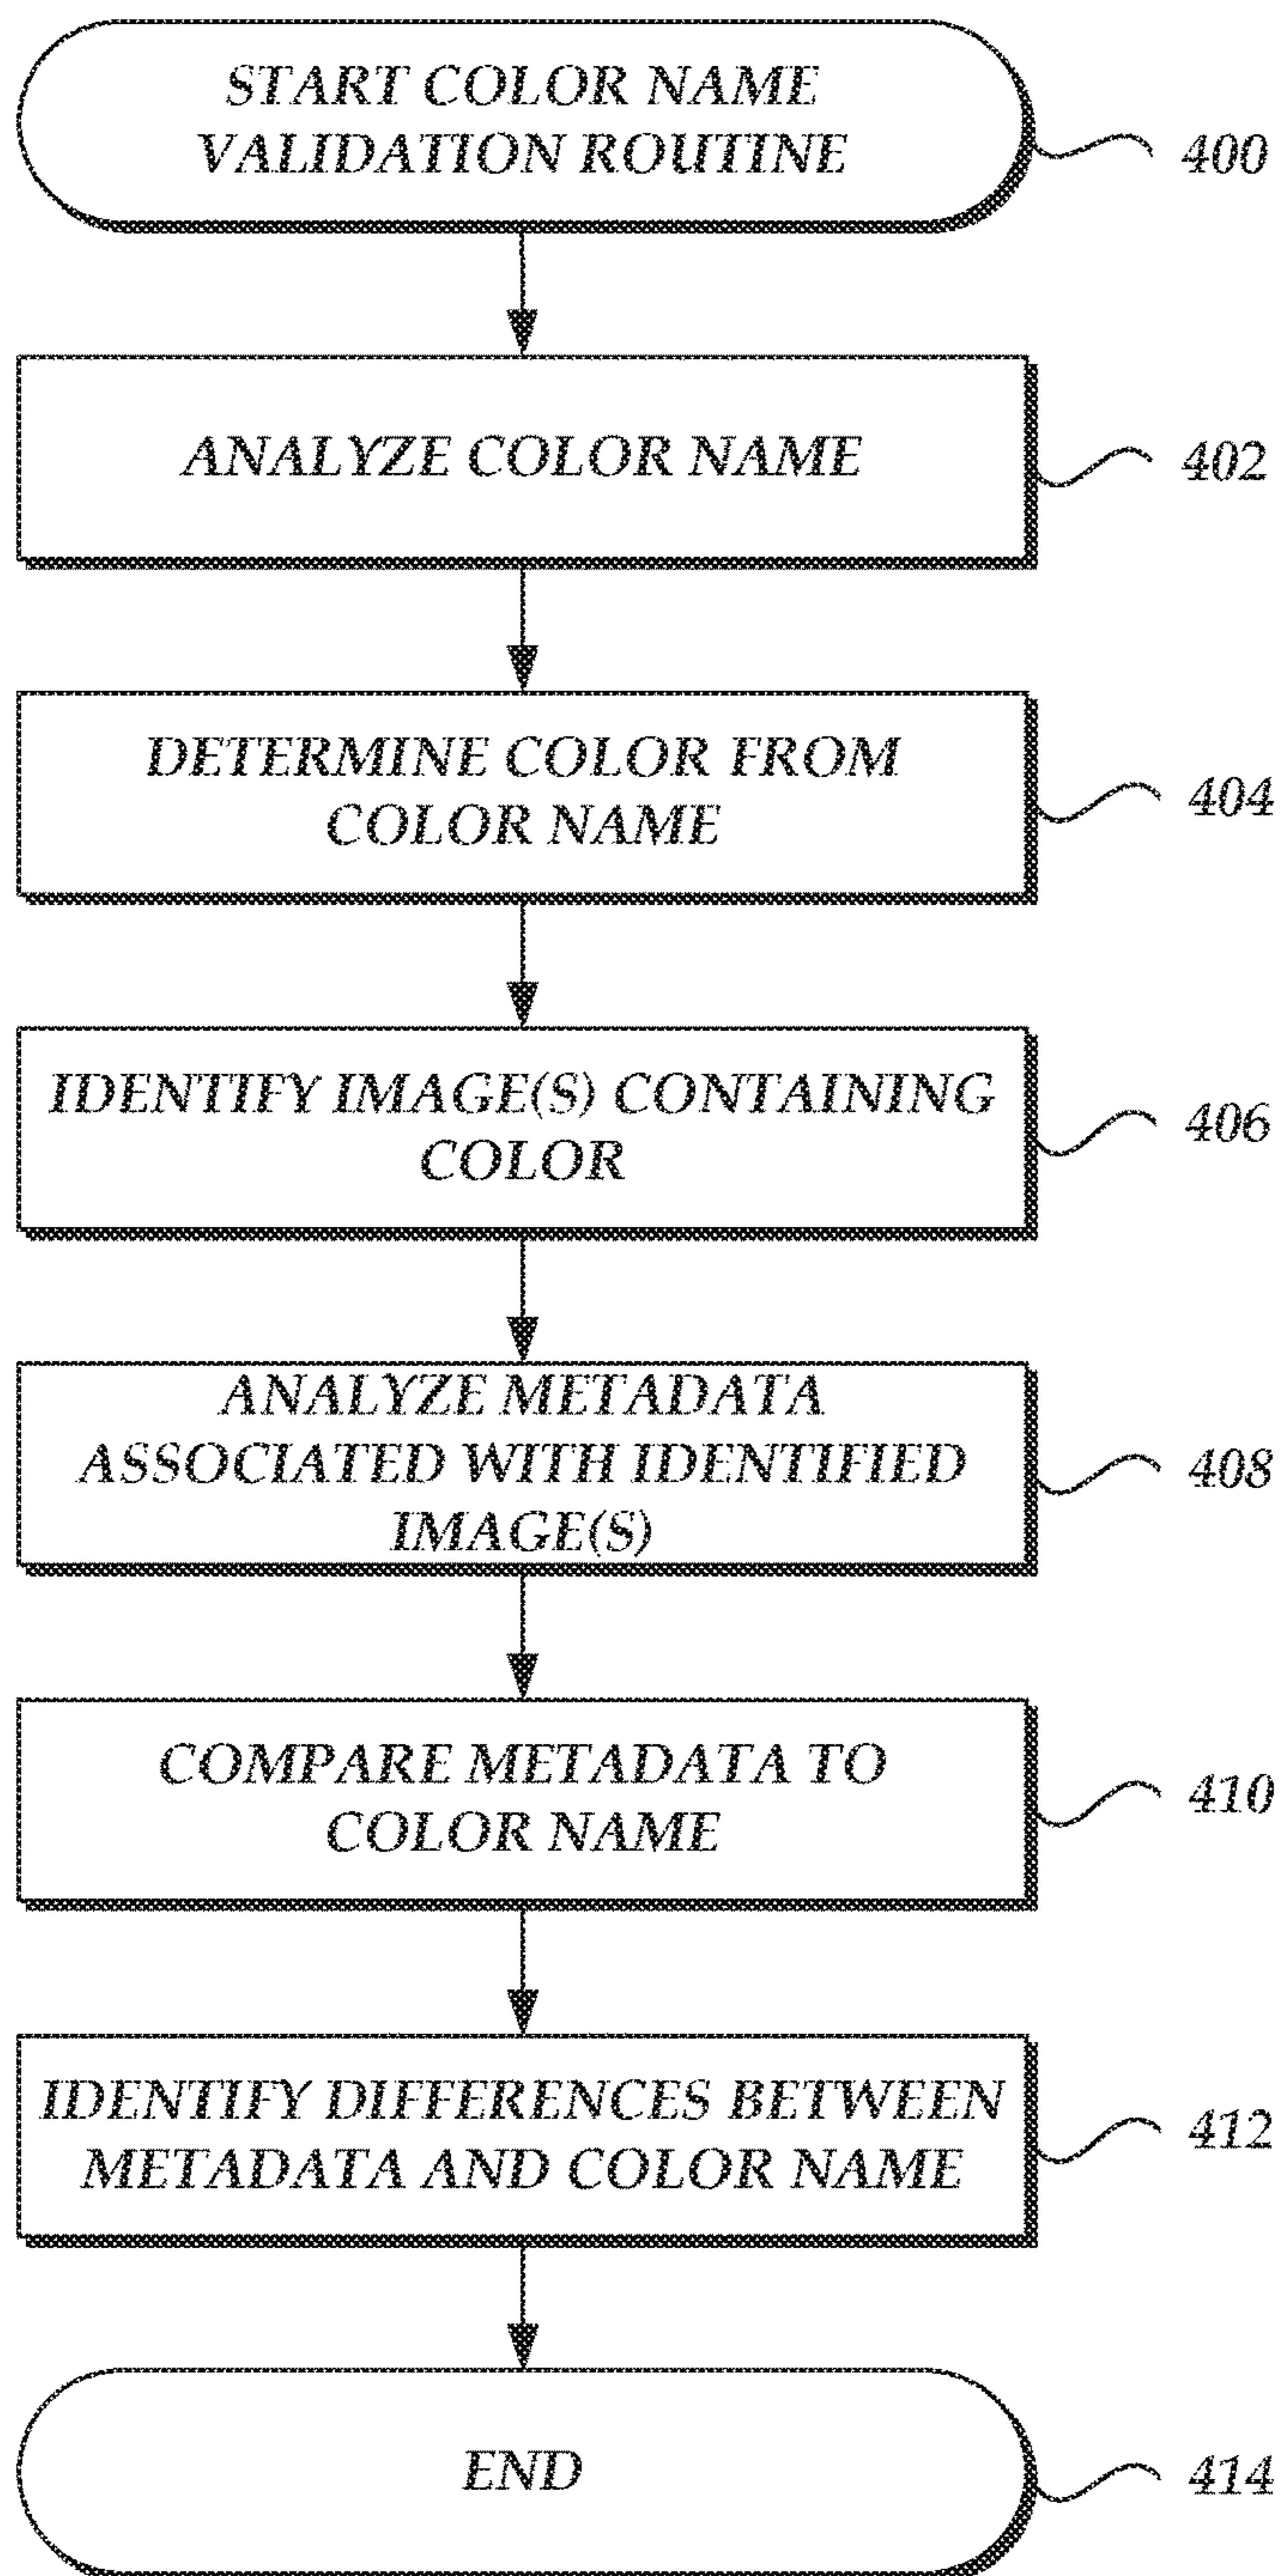 START COLOR NAME
VALIDATION ROUTINE
400
ANALYZE COLOR NAME
402
DETERMINE COLOR FROM
COLOR NAME
404
IDENTIFY IMAGE(S) CONTAINING
COLOR
406
ANALYZE METADATA
ASSOCIATED WITH IDENTIFIED
IMAGE(S)
408
COMPARE METADATA TO
COLOR NAME
410
IDENTIFY DIFFERENCES BETWEEN
METADATA AND COLOR NAME
412
END
414